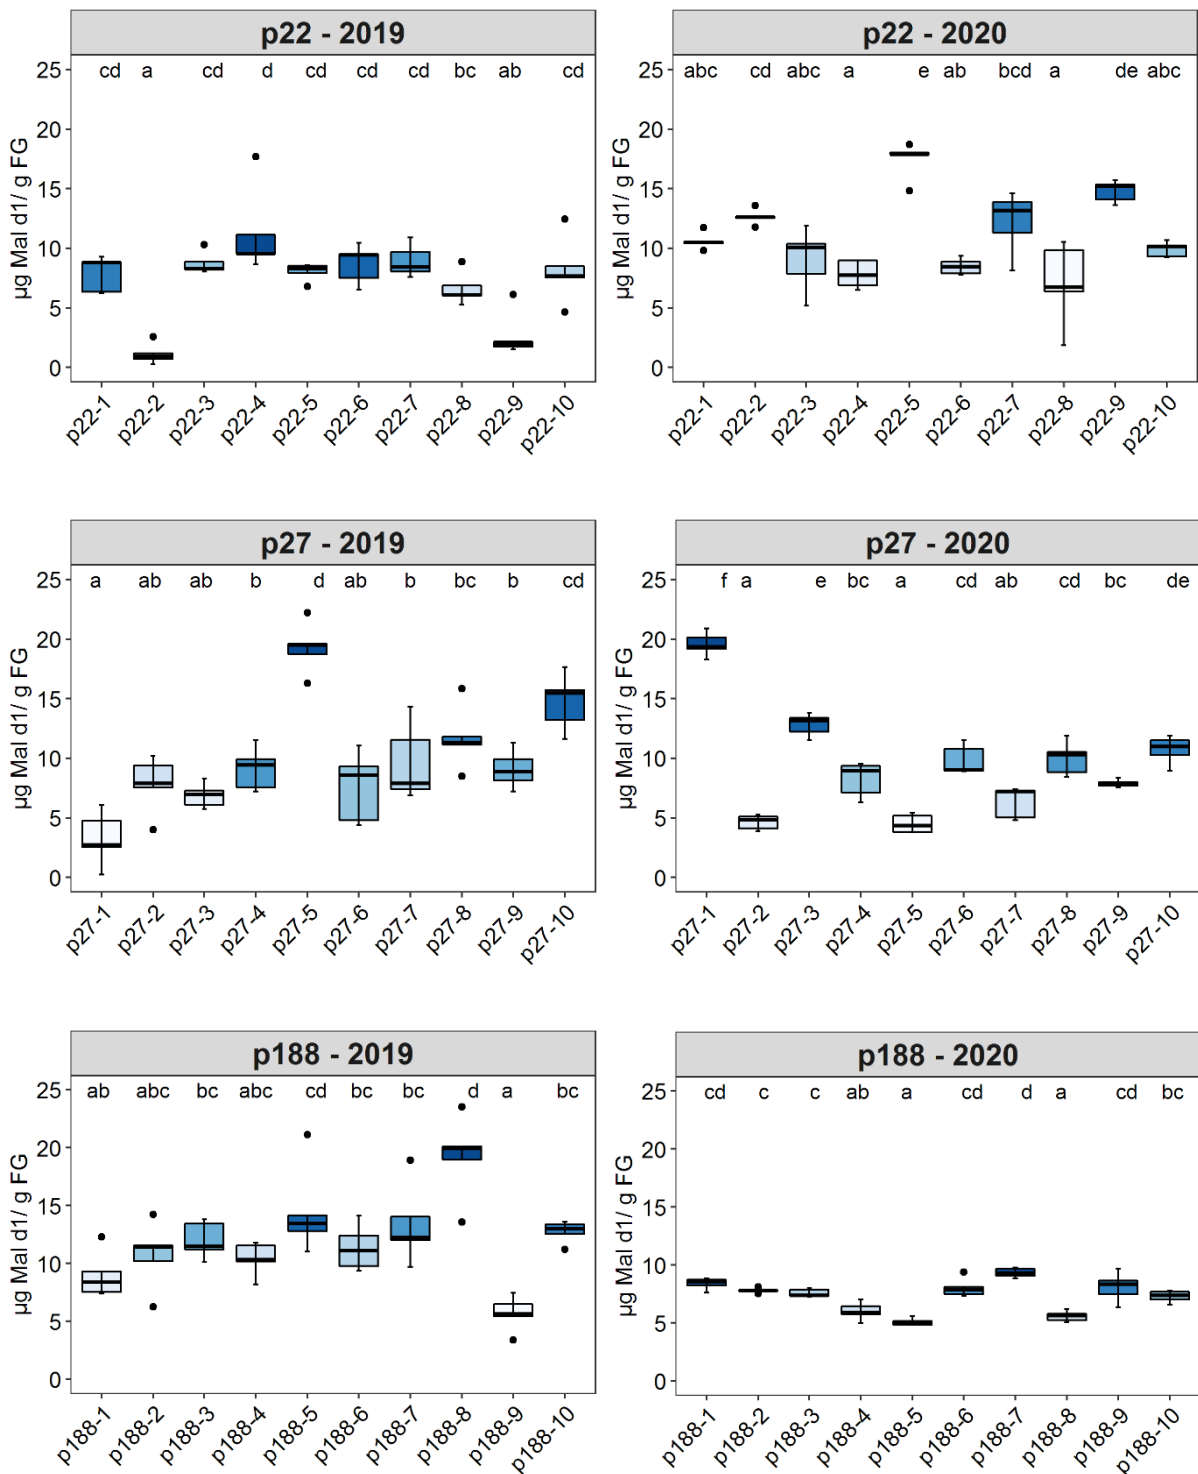 p22 - 2019
25 cd a cd d cd cd cd bc ab cd
20
15
10
5
0
µg Mal d1/ g FG
p22-1 p22-2 p22-3 p22-4 p22-5 p22-6 p22-7 p22-8 p22-9 p22-10
p22 - 2020
25 abc cd abc a e ab bcd a de abc
20
15
10
5
0
µg Mal d1/ g FG
p22-1 p22-2 p22-3 p22-4 p22-5 p22-6 p22-7 p22-8 p22-9 p22-10
p27 - 2019
25 a ab ab b d ab b bc b cd
20
15
10
5
0
µg Mal d1/ g FG
p27-1 p27-2 p27-3 p27-4 p27-5 p27-6 p27-7 p27-8 p27-9 p27-10
p27 - 2020
25 f a e bc a cd ab cd bc de
20
15
10
5
0
µg Mal d1/ g FG
p27-1 p27-2 p27-3 p27-4 p27-5 p27-6 p27-7 p27-8 p27-9 p27-10
p188 - 2019
25 ab abc bc abc cd bc bc d a bc
20
15
10
5
0
µg Mal d1/ g FG
p188-1 p188-2 p188-3 p188-4 p188-5 p188-6 p188-7 p188-8 p188-9 p188-10
p188 - 2020
25 cd c c ab a cd d a cd bc
20
15
10
5
0
µg Mal d1/ g FG
p188-1 p188-2 p188-3 p188-4 p188-5 p188-6 p188-7 p188-8 p188-9 p188-10